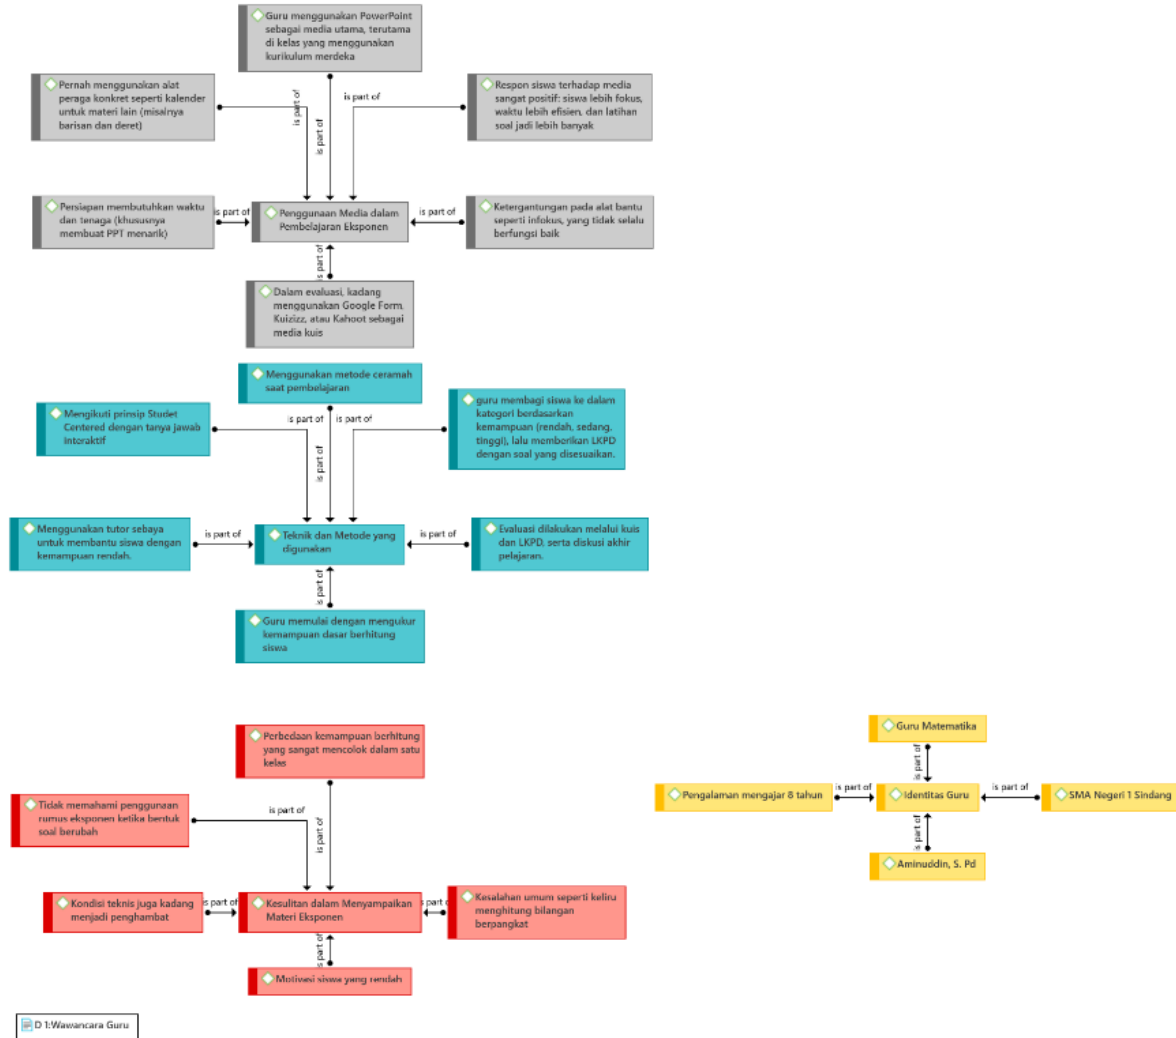 Guru menggunakan PowerPoint
sebagai media utama, terutama
di kelas yang menggunakan
kurikulum merdeka
Pernah menggunakan alat
peraga konkret seperti kalender
untuk materi lain (misalnya
barisan dan deret)
is part of
is part of
is part of
Respon siswa terhadap media
sangat positif: siswa lebih fokus,
waktu lebih efisien, dan latihan
soal jadi lebih banyak
Persiapan membutuhkan waktu
dan tenaga (khususnya
membuat PPT menarik)
is part of
Penggunaan Media dalam
Pembelajaran Eksponen
is part of
Ketergantungan pada alat bantu
seperti infokus, yang tidak selalu
berfungsi baik
is part of
Dalam evaluasi, kadang
menggunakan Google Form,
Kuizizz, atau Kahoot sebagai
media kuis
Menggunakan metode ceramah
saat pembelajaran
Mengikuti prinsip Studet
Centered dengan tanya jawab
interaktif
is part of
is part of
is part of
guru membagi siswa ke dalam
kategori berdasarkan
kemampuan (rendah, sedang,
tinggi), lalu memberikan LKPD
dengan soal yang disesuaikan.
Menggunakan tutor sebaya
untuk membantu siswa dengan
kemampuan rendah.
is part of
Teknik dan Metode yang
digunakan
is part of
Evaluasi dilakukan melalui kuis
dan LKPD, serta diskusi akhir
pelajaran.
is part of
Guru memulai dengan mengukur
kemampuan dasar berhitung
siswa
Perbedaan kemampuan berhitung
yang sangat mencolok dalam satu
kelas
Tidak memahami penggunaan
rumus eksponen ketika bentuk
soal berubah
is part of
is part of
Kondisi teknis juga kadang
menjadi penghambat
is part of
Kesulitan dalam Menyampaikan
Materi Eksponen
is part of
Kesalahan umum seperti keliru
menghitung bilangan
berpangkat
is part of
Motivasi siswa yang rendah
Guru Matematika
is part of
Pengalaman mengajar 8 tahun
is part of
Identitas Guru
is part of
SMA Negeri 1 Sindang
is part of
Aminuddin, S. Pd
D 1:Wawancara Guru